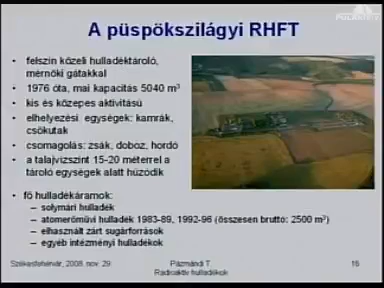 A püspökszilágyi RHFT
felszín közeli hulladéktároló,
mérnöki gátakkal
1976 óta, mai kapacitás 5040 m³
kis és közepes aktivitású
elhelyezési egységek: kamrák,
csőkutak
csomagolás: zsák, doboz, hordó
a talajvízszint 15-20 méterrel a
tároló egységek alatt húzódik
fő hulladékáramok:
– solymári hulladék
– atomerőművi hulladék 1983-89, 1992-96 (összesen bruttó: 2500 m³)
– elhasznált zárt sugárforrások
– egyéb intézményi hulladékok
Székesfehérvár, 2008. nov. 29
Pázmándi T
Radioaktív hulladékok
16